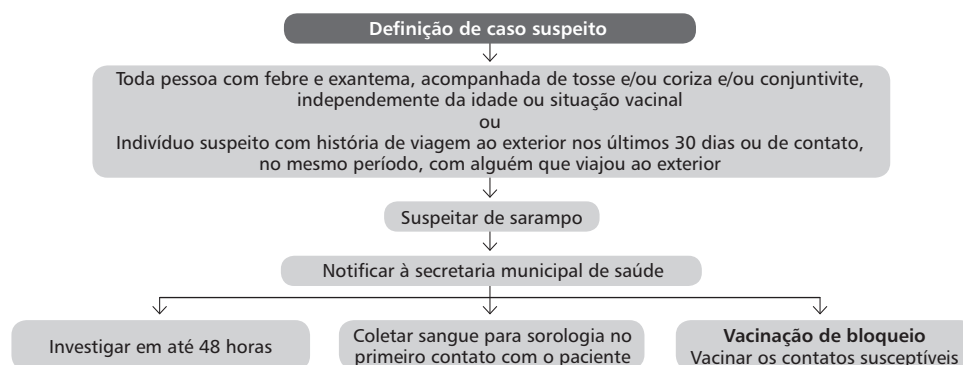 Definição de caso suspeito
Toda pessoa com febre e exantema, acompanhada de tosse e/ou coriza e/ou conjuntivite,
independemente da idade ou situação vacinal
ou
Indivíduo suspeito com história de viagem ao exterior nos últimos 30 dias ou de contato,
no mesmo período, com alguém que viajou ao exterior
Suspeitar de sarampo
Notificar à secretaria municipal de saúde
Investigar em até 48 horas
Coletar sangue para sorologia no
primeiro contato com o paciente
Vacinação de bloqueio
Vacinar os contatos susceptíveis